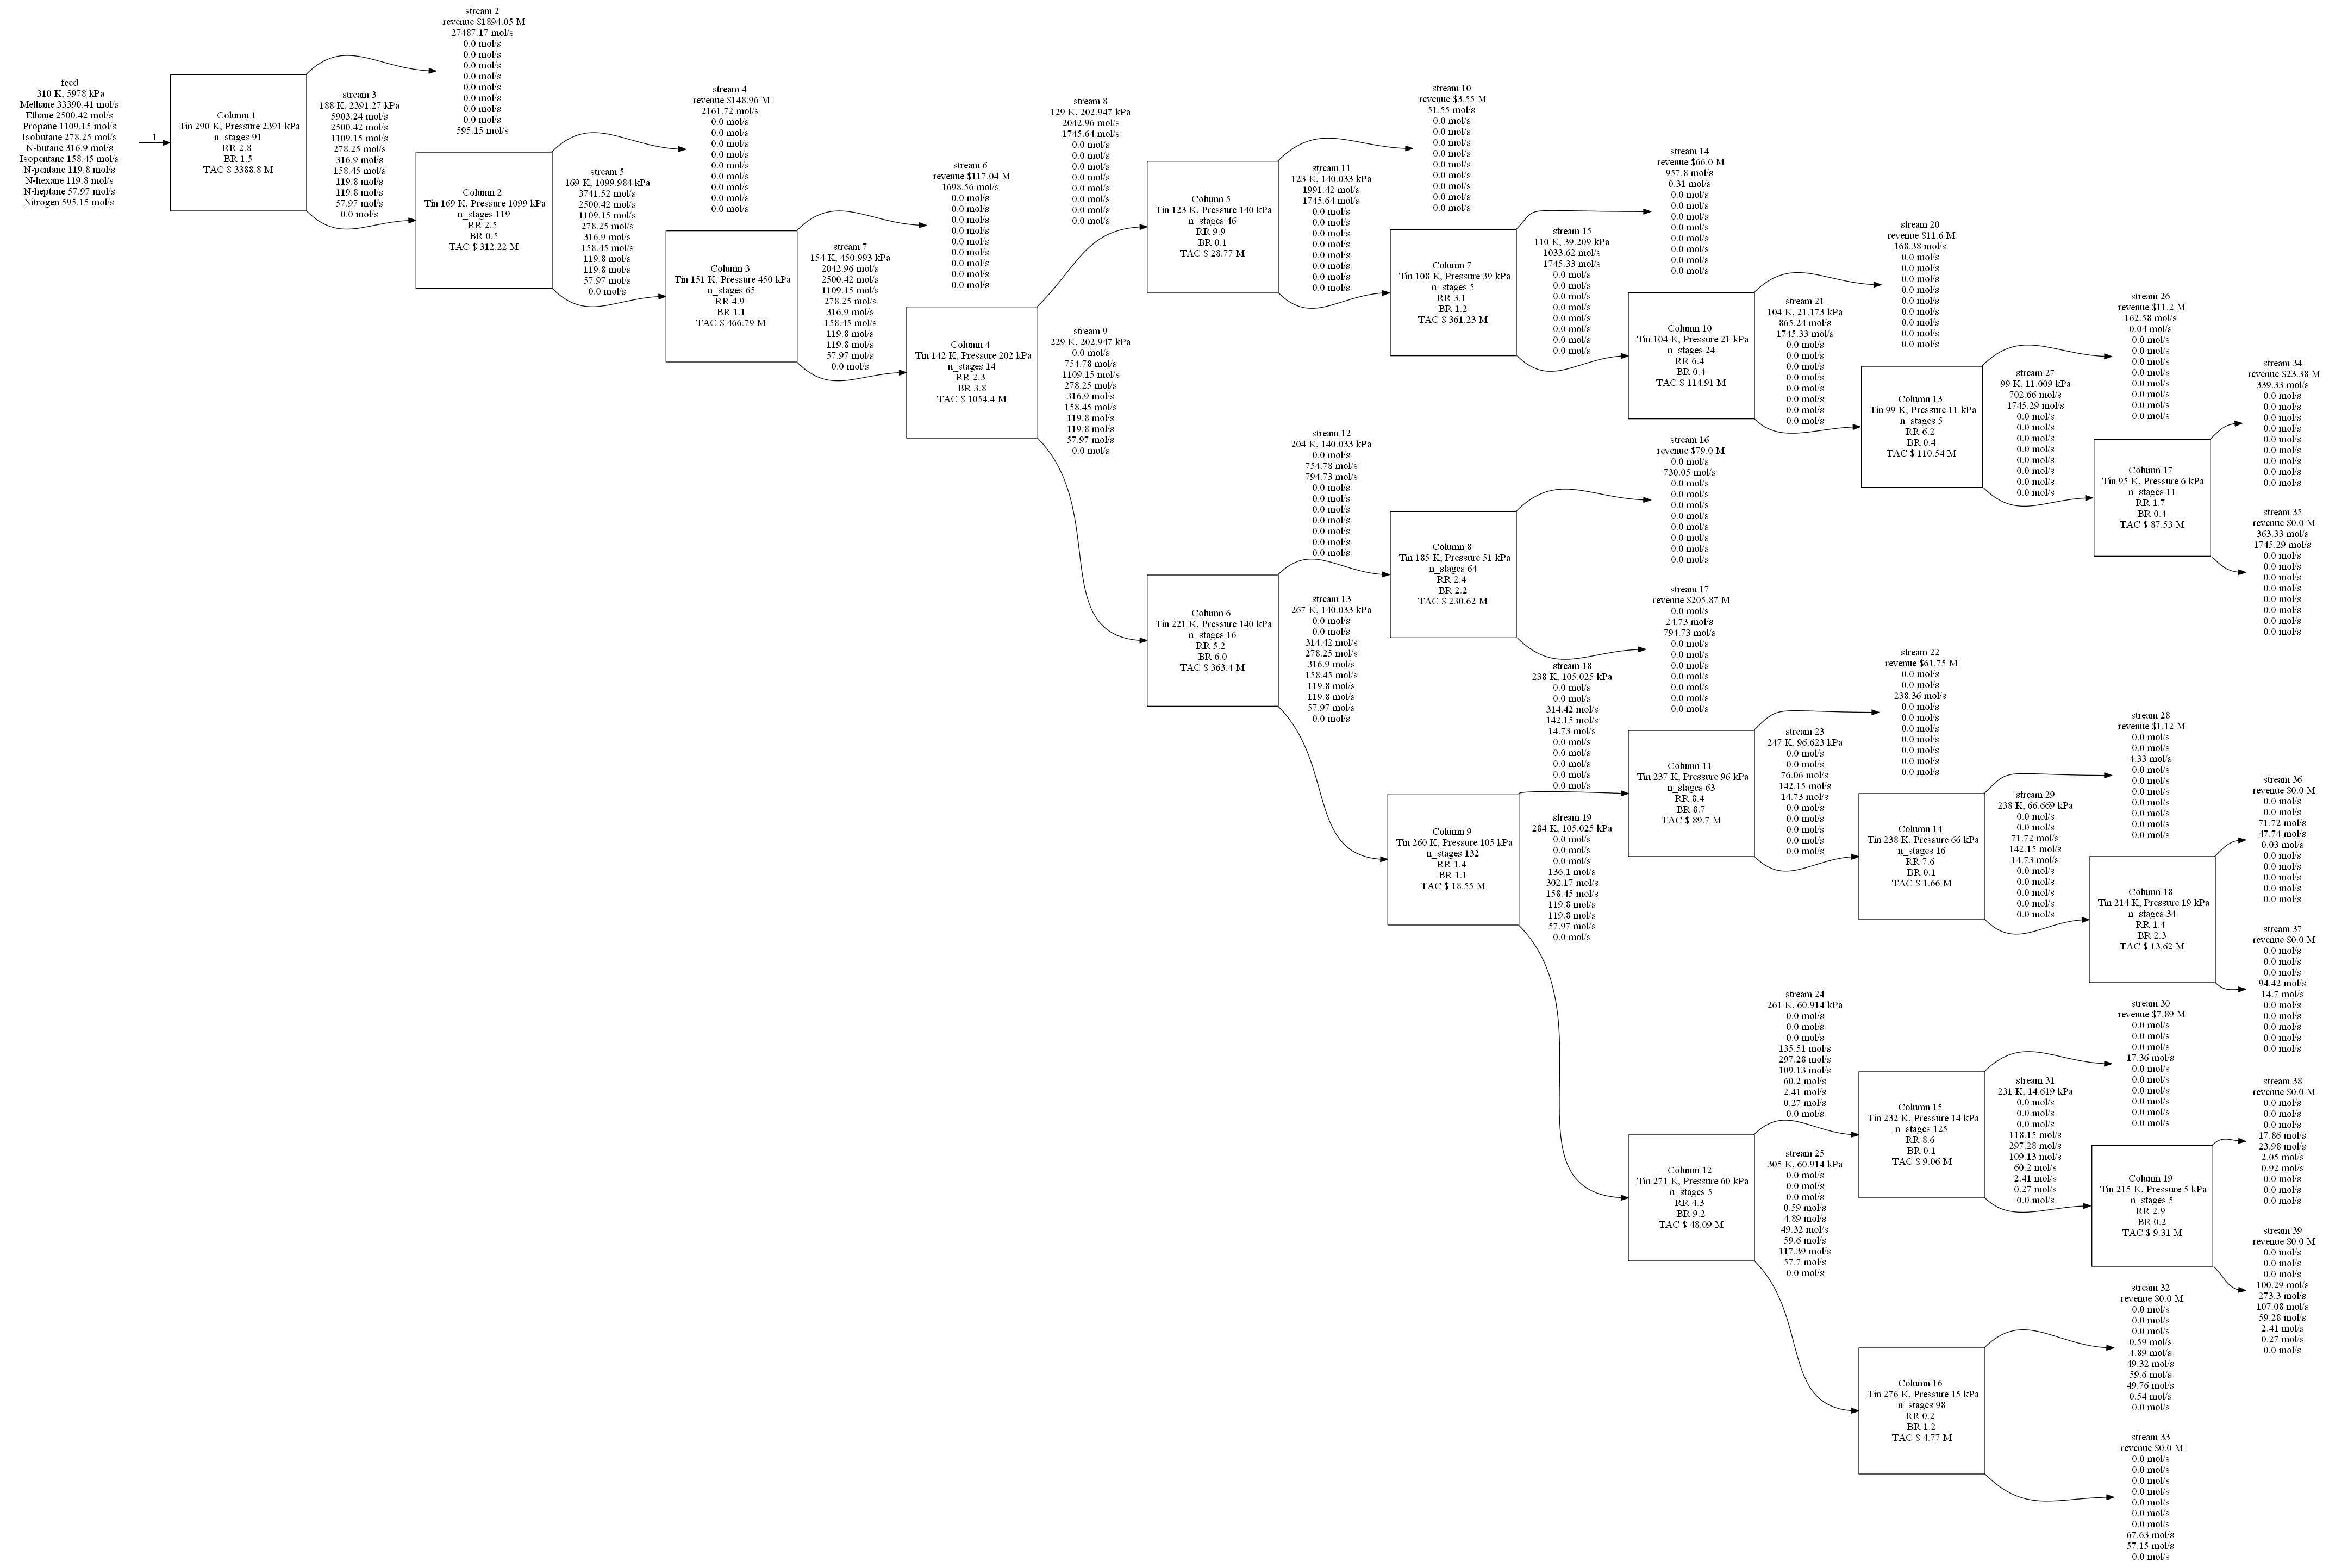 feed
310 K, 5978 kPa
Methane 33390.41 mol/s
Ethane 2500.42 mol/s
Propane 1109.15 mol/s
Isobutane 278.25 mol/s
N-butane 316.9 mol/s
Isopentane 158.45 mol/s
N-pentane 119.8 mol/s
N-hexane 119.8 mol/s
N-heptane 57.97 mol/s
Nitrogen 595.15 mol/s
1
Column 1
Tin 290 K, Pressure 2391 kPa
n_stages 91
RR 2.8
BR 1.5
TAC $ 3388.8 M
stream 2
revenue $1894.05 M
27487.17 mol/s
0.0 mol/s
0.0 mol/s
0.0 mol/s
0.0 mol/s
0.0 mol/s
0.0 mol/s
0.0 mol/s
0.0 mol/s
595.15 mol/s
stream 3
188 K, 2391.27 kPa
5903.24 mol/s
2500.42 mol/s
1109.15 mol/s
278.25 mol/s
316.9 mol/s
158.45 mol/s
119.8 mol/s
119.8 mol/s
57.97 mol/s
0.0 mol/s
Column 2
Tin 169 K, Pressure 1099 kPa
n_stages 119
RR 2.5
BR 0.5
TAC $ 312.22 M
stream 4
revenue $148.96 M
2161.72 mol/s
0.0 mol/s
0.0 mol/s
0.0 mol/s
0.0 mol/s
0.0 mol/s
0.0 mol/s
0.0 mol/s
0.0 mol/s
0.0 mol/s
stream 5
169 K, 1099.984 kPa
3741.52 mol/s
2500.42 mol/s
1109.15 mol/s
278.25 mol/s
316.9 mol/s
158.45 mol/s
119.8 mol/s
119.8 mol/s
57.97 mol/s
0.0 mol/s
Column 3
Tin 151 K, Pressure 450 kPa
n_stages 65
RR 4.9
BR 1.1
TAC $ 466.79 M
stream 6
revenue $117.04 M
1698.56 mol/s
0.0 mol/s
0.0 mol/s
0.0 mol/s
0.0 mol/s
0.0 mol/s
0.0 mol/s
0.0 mol/s
0.0 mol/s
0.0 mol/s
stream 7
154 K, 450.993 kPa
2042.96 mol/s
2500.42 mol/s
1109.15 mol/s
278.25 mol/s
316.9 mol/s
158.45 mol/s
119.8 mol/s
119.8 mol/s
57.97 mol/s
0.0 mol/s
Column 4
Tin 142 K, Pressure 202 kPa
n_stages 14
RR 2.3
BR 3.8
TAC $ 1054.4 M
stream 8
129 K, 202.947 kPa
2042.96 mol/s
1745.64 mol/s
0.0 mol/s
0.0 mol/s
0.0 mol/s
0.0 mol/s
0.0 mol/s
0.0 mol/s
0.0 mol/s
0.0 mol/s
stream 9
229 K, 202.947 kPa
0.0 mol/s
754.78 mol/s
1109.15 mol/s
278.25 mol/s
316.9 mol/s
158.45 mol/s
119.8 mol/s
119.8 mol/s
57.97 mol/s
0.0 mol/s
Column 5
Tin 123 K, Pressure 140 kPa
n_stages 46
RR 9.9
BR 0.1
TAC $ 28.77 M
stream 10
revenue $3.55 M
51.55 mol/s
0.0 mol/s
0.0 mol/s
0.0 mol/s
0.0 mol/s
0.0 mol/s
0.0 mol/s
0.0 mol/s
0.0 mol/s
0.0 mol/s
stream 11
123 K, 140.033 kPa
1991.42 mol/s
1745.64 mol/s
0.0 mol/s
0.0 mol/s
0.0 mol/s
0.0 mol/s
0.0 mol/s
0.0 mol/s
0.0 mol/s
0.0 mol/s
Column 7
Tin 108 K, Pressure 39 kPa
n_stages 5
RR 3.1
BR 1.2
TAC $ 361.23 M
stream 14
revenue $66.0 M
957.8 mol/s
0.31 mol/s
0.0 mol/s
0.0 mol/s
0.0 mol/s
0.0 mol/s
0.0 mol/s
0.0 mol/s
0.0 mol/s
0.0 mol/s
stream 15
110 K, 39.209 kPa
1033.62 mol/s
1745.33 mol/s
0.0 mol/s
0.0 mol/s
0.0 mol/s
0.0 mol/s
0.0 mol/s
0.0 mol/s
0.0 mol/s
0.0 mol/s
Column 10
Tin 104 K, Pressure 21 kPa
n_stages 24
RR 6.4
BR 0.4
TAC $ 114.91 M
stream 20
revenue $11.6 M
168.38 mol/s
0.0 mol/s
0.0 mol/s
0.0 mol/s
0.0 mol/s
0.0 mol/s
0.0 mol/s
0.0 mol/s
0.0 mol/s
0.0 mol/s
stream 21
104 K, 21.173 kPa
865.24 mol/s
1745.33 mol/s
0.0 mol/s
0.0 mol/s
0.0 mol/s
0.0 mol/s
0.0 mol/s
0.0 mol/s
0.0 mol/s
0.0 mol/s
Column 13
Tin 99 K, Pressure 11 kPa
n_stages 5
RR 6.2
BR 0.4
TAC $ 110.54 M
stream 26
revenue $11.2 M
162.58 mol/s
0.04 mol/s
0.0 mol/s
0.0 mol/s
0.0 mol/s
0.0 mol/s
0.0 mol/s
0.0 mol/s
0.0 mol/s
0.0 mol/s
stream 27
99 K, 11.009 kPa
702.66 mol/s
1745.29 mol/s
0.0 mol/s
0.0 mol/s
0.0 mol/s
0.0 mol/s
0.0 mol/s
0.0 mol/s
0.0 mol/s
0.0 mol/s
Column 17
Tin 95 K, Pressure 6 kPa
n_stages 11
RR 1.7
BR 0.4
TAC $ 87.53 M
stream 34
revenue $23.38 M
339.33 mol/s
0.0 mol/s
0.0 mol/s
0.0 mol/s
0.0 mol/s
0.0 mol/s
0.0 mol/s
0.0 mol/s
0.0 mol/s
0.0 mol/s
stream 35
revenue $0.0 M
363.33 mol/s
1745.29 mol/s
0.0 mol/s
0.0 mol/s
0.0 mol/s
0.0 mol/s
0.0 mol/s
0.0 mol/s
0.0 mol/s
0.0 mol/s
Column 6
Tin 221 K, Pressure 140 kPa
n_stages 16
RR 5.2
BR 6.0
TAC $ 363.4 M
stream 12
204 K, 140.033 kPa
0.0 mol/s
754.78 mol/s
794.73 mol/s
0.0 mol/s
0.0 mol/s
0.0 mol/s
0.0 mol/s
0.0 mol/s
0.0 mol/s
0.0 mol/s
stream 13
267 K, 140.033 kPa
0.0 mol/s
0.0 mol/s
314.42 mol/s
278.25 mol/s
316.9 mol/s
158.45 mol/s
119.8 mol/s
119.8 mol/s
57.97 mol/s
0.0 mol/s
Column 8
Tin 185 K, Pressure 51 kPa
n_stages 64
RR 2.4
BR 2.2
TAC $ 230.62 M
stream 16
revenue $79.0 M
0.0 mol/s
730.05 mol/s
0.0 mol/s
0.0 mol/s
0.0 mol/s
0.0 mol/s
0.0 mol/s
0.0 mol/s
0.0 mol/s
0.0 mol/s
stream 17
revenue $205.87 M
0.0 mol/s
24.73 mol/s
794.73 mol/s
0.0 mol/s
0.0 mol/s
0.0 mol/s
0.0 mol/s
0.0 mol/s
0.0 mol/s
0.0 mol/s
Column 9
Tin 260 K, Pressure 105 kPa
n_stages 132
RR 1.4
BR 1.1
TAC $ 18.55 M
stream 18
238 K, 105.025 kPa
0.0 mol/s
0.0 mol/s
314.42 mol/s
142.15 mol/s
14.73 mol/s
0.0 mol/s
0.0 mol/s
0.0 mol/s
0.0 mol/s
0.0 mol/s
stream 19
284 K, 105.025 kPa
0.0 mol/s
0.0 mol/s
0.0 mol/s
136.1 mol/s
302.17 mol/s
158.45 mol/s
119.8 mol/s
119.8 mol/s
57.97 mol/s
0.0 mol/s
Column 11
Tin 237 K, Pressure 96 kPa
n_stages 63
RR 8.4
BR 8.7
TAC $ 89.7 M
stream 22
revenue $61.75 M
0.0 mol/s
0.0 mol/s
238.36 mol/s
0.0 mol/s
0.0 mol/s
0.0 mol/s
0.0 mol/s
0.0 mol/s
0.0 mol/s
0.0 mol/s
stream 23
247 K, 96.623 kPa
0.0 mol/s
0.0 mol/s
76.06 mol/s
142.15 mol/s
14.73 mol/s
0.0 mol/s
0.0 mol/s
0.0 mol/s
0.0 mol/s
0.0 mol/s
Column 14
Tin 238 K, Pressure 66 kPa
n_stages 16
RR 7.6
BR 0.1
TAC $ 1.66 M
stream 28
revenue $1.12 M
0.0 mol/s
0.0 mol/s
4.33 mol/s
0.0 mol/s
0.0 mol/s
0.0 mol/s
0.0 mol/s
0.0 mol/s
0.0 mol/s
0.0 mol/s
stream 29
238 K, 66.669 kPa
0.0 mol/s
0.0 mol/s
71.72 mol/s
142.15 mol/s
14.73 mol/s
0.0 mol/s
0.0 mol/s
0.0 mol/s
0.0 mol/s
0.0 mol/s
Column 18
Tin 214 K, Pressure 19 kPa
n_stages 34
RR 1.4
BR 2.3
TAC $ 13.62 M
stream 36
revenue $0.0 M
0.0 mol/s
0.0 mol/s
71.72 mol/s
47.74 mol/s
0.03 mol/s
0.0 mol/s
0.0 mol/s
0.0 mol/s
0.0 mol/s
0.0 mol/s
stream 37
revenue $0.0 M
0.0 mol/s
0.0 mol/s
0.0 mol/s
94.42 mol/s
14.7 mol/s
0.0 mol/s
0.0 mol/s
0.0 mol/s
0.0 mol/s
0.0 mol/s
Column 12
Tin 271 K, Pressure 60 kPa
n_stages 5
RR 4.3
BR 9.2
TAC $ 48.09 M
stream 24
261 K, 60.914 kPa
0.0 mol/s
0.0 mol/s
0.0 mol/s
135.51 mol/s
297.28 mol/s
109.13 mol/s
60.2 mol/s
2.41 mol/s
0.27 mol/s
0.0 mol/s
stream 25
305 K, 60.914 kPa
0.0 mol/s
0.0 mol/s
0.0 mol/s
0.59 mol/s
4.89 mol/s
49.32 mol/s
59.6 mol/s
117.39 mol/s
57.7 mol/s
0.0 mol/s
Column 15
Tin 232 K, Pressure 14 kPa
n_stages 125
RR 8.6
BR 0.1
TAC $ 9.06 M
stream 30
revenue $7.89 M
0.0 mol/s
0.0 mol/s
0.0 mol/s
17.36 mol/s
0.0 mol/s
0.0 mol/s
0.0 mol/s
0.0 mol/s
0.0 mol/s
0.0 mol/s
stream 31
231 K, 14.619 kPa
0.0 mol/s
0.0 mol/s
0.0 mol/s
118.15 mol/s
297.28 mol/s
109.13 mol/s
60.2 mol/s
2.41 mol/s
0.27 mol/s
0.0 mol/s
Column 19
Tin 215 K, Pressure 5 kPa
n_stages 5
RR 2.9
BR 0.2
TAC $ 9.31 M
stream 38
revenue $0.0 M
0.0 mol/s
0.0 mol/s
0.0 mol/s
17.86 mol/s
23.98 mol/s
2.05 mol/s
0.92 mol/s
0.0 mol/s
0.0 mol/s
0.0 mol/s
stream 39
revenue $0.0 M
0.0 mol/s
0.0 mol/s
0.0 mol/s
100.29 mol/s
273.3 mol/s
107.08 mol/s
59.28 mol/s
2.41 mol/s
0.27 mol/s
0.0 mol/s
Column 16
Tin 276 K, Pressure 15 kPa
n_stages 98
RR 0.2
BR 1.2
TAC $ 4.77 M
stream 32
revenue $0.0 M
0.0 mol/s
0.0 mol/s
0.0 mol/s
0.59 mol/s
4.89 mol/s
49.32 mol/s
59.6 mol/s
49.76 mol/s
0.54 mol/s
0.0 mol/s
stream 33
revenue $0.0 M
0.0 mol/s
0.0 mol/s
0.0 mol/s
0.0 mol/s
0.0 mol/s
0.0 mol/s
0.0 mol/s
67.63 mol/s
57.15 mol/s
0.0 mol/s